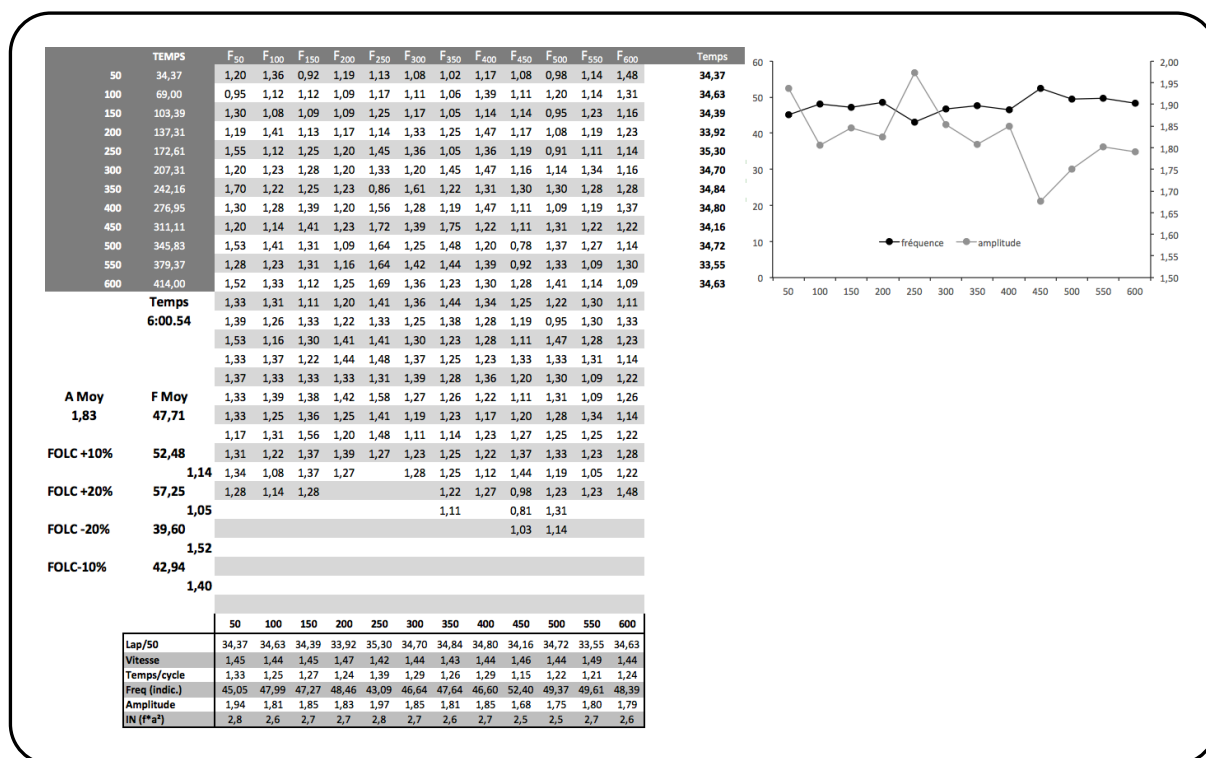 TEMPS F50 F100 F150 F200 F250 F300 F350 F400 F450 F500 F550 F600 Temps
50 34,37 1,20 1,36 0,92 1,19 1,13 1,08 1,02 1,17 1,08 0,98 1,14 1,48 34,37
100 69,00 0,95 1,12 1,12 1,09 1,17 1,11 1,06 1,39 1,11 1,20 1,14 1,31 34,63
150 103,39 1,30 1,08 1,09 1,09 1,25 1,17 1,05 1,14 1,14 0,95 1,23 1,16 34,39
200 137,31 1,19 1,41 1,13 1,17 1,14 1,33 1,25 1,47 1,17 1,08 1,19 1,23 33,92
250 172,61 1,55 1,12 1,25 1,20 1,45 1,36 1,05 1,36 1,19 0,91 1,11 1,14 35,30
300 207,31 1,20 1,23 1,28 1,20 1,33 1,20 1,45 1,47 1,16 1,14 1,34 1,16 34,70
350 242,16 1,70 1,22 1,25 1,23 0,86 1,61 1,22 1,31 1,30 1,30 1,28 1,28 34,84
400 276,95 1,30 1,28 1,39 1,20 1,56 1,28 1,19 1,47 1,11 1,09 1,19 1,37 34,80
450 311,11 1,20 1,14 1,41 1,23 1,72 1,39 1,75 1,22 1,11 1,31 1,22 1,22 34,16
500 345,83 1,53 1,41 1,31 1,09 1,64 1,25 1,48 1,20 0,78 1,37 1,27 1,14 34,72
550 379,37 1,28 1,23 1,31 1,16 1,64 1,42 1,44 1,39 0,92 1,33 1,09 1,30 33,55
600 414,00 1,52 1,33 1,12 1,25 1,69 1,36 1,23 1,30 1,28 1,41 1,14 1,09 34,63
Temps 1,33 1,31 1,11 1,20 1,41 1,36 1,44 1,34 1,25 1,22 1,30 1,11
6:00.54 1,39 1,26 1,33 1,22 1,33 1,25 1,38 1,28 1,19 0,95 1,30 1,33
1,53 1,16 1,30 1,41 1,41 1,30 1,23 1,28 1,11 1,47 1,28 1,23
1,33 1,37 1,22 1,44 1,48 1,37 1,25 1,23 1,33 1,33 1,31 1,14
1,37 1,33 1,33 1,33 1,31 1,39 1,28 1,36 1,20 1,30 1,09 1,22
A Moy F Moy 1,33 1,39 1,38 1,42 1,58 1,27 1,26 1,22 1,11 1,31 1,09 1,26
1,83 47,71 1,33 1,25 1,36 1,25 1,41 1,19 1,23 1,17 1,20 1,28 1,34 1,14
1,17 1,31 1,56 1,20 1,48 1,11 1,14 1,23 1,27 1,25 1,25 1,22
FOLC +10% 52,48 1,31 1,22 1,37 1,39 1,27 1,23 1,25 1,22 1,37 1,33 1,23 1,28
1,14 1,34 1,08 1,37 1,27 1,28 1,25 1,12 1,44 1,19 1,05 1,22
FOLC +20% 57,25 1,28 1,14 1,28 1,22 1,27 0,98 1,23 1,23 1,48
1,05 1,11 0,81 1,31
FOLC -20% 39,60 1,03 1,14
1,52
FOLC-10% 42,94
1,40
50 100 150 200 250 300 350 400 450 500 550 600
Lap/50 34,37 34,63 34,39 33,92 35,30 34,70 34,84 34,80 34,16 34,72 33,55 34,63
Vitesse 1,45 1,44 1,45 1,47 1,42 1,44 1,43 1,44 1,46 1,44 1,49 1,44
Temps/cycle 1,33 1,25 1,27 1,24 1,39 1,29 1,26 1,29 1,15 1,22 1,21 1,24
Freq (indic.) 45,05 47,99 47,27 48,46 43,09 46,64 47,64 46,60 52,40 49,37 49,61 48,39
Amplitude 1,94 1,81 1,85 1,83 1,97 1,85 1,81 1,85 1,68 1,75 1,80 1,79
IN (f*a²) 2,8 2,6 2,7 2,7 2,8 2,7 2,6 2,7 2,5 2,5 2,7 2,6
60 2,00
1,95
50 1,90
1,85
40 1,80
30 1,75
1,70
20 1,65
1,60
10 fréquence amplitude
1,55
0 1,50
50 100 150 200 250 300 350 400 450 500 550 600